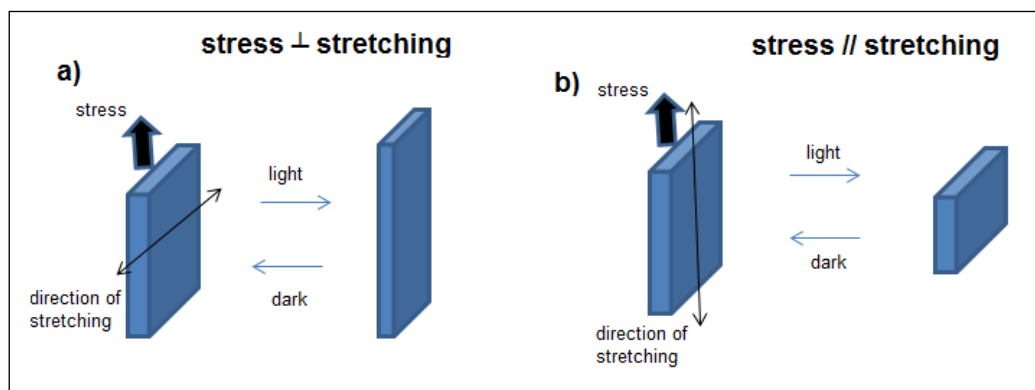 stress ⊥ stretching
a)
stress
light
dark
direction of
stretching
stress // stretching
b)
stress
light
dark
direction of
stretching